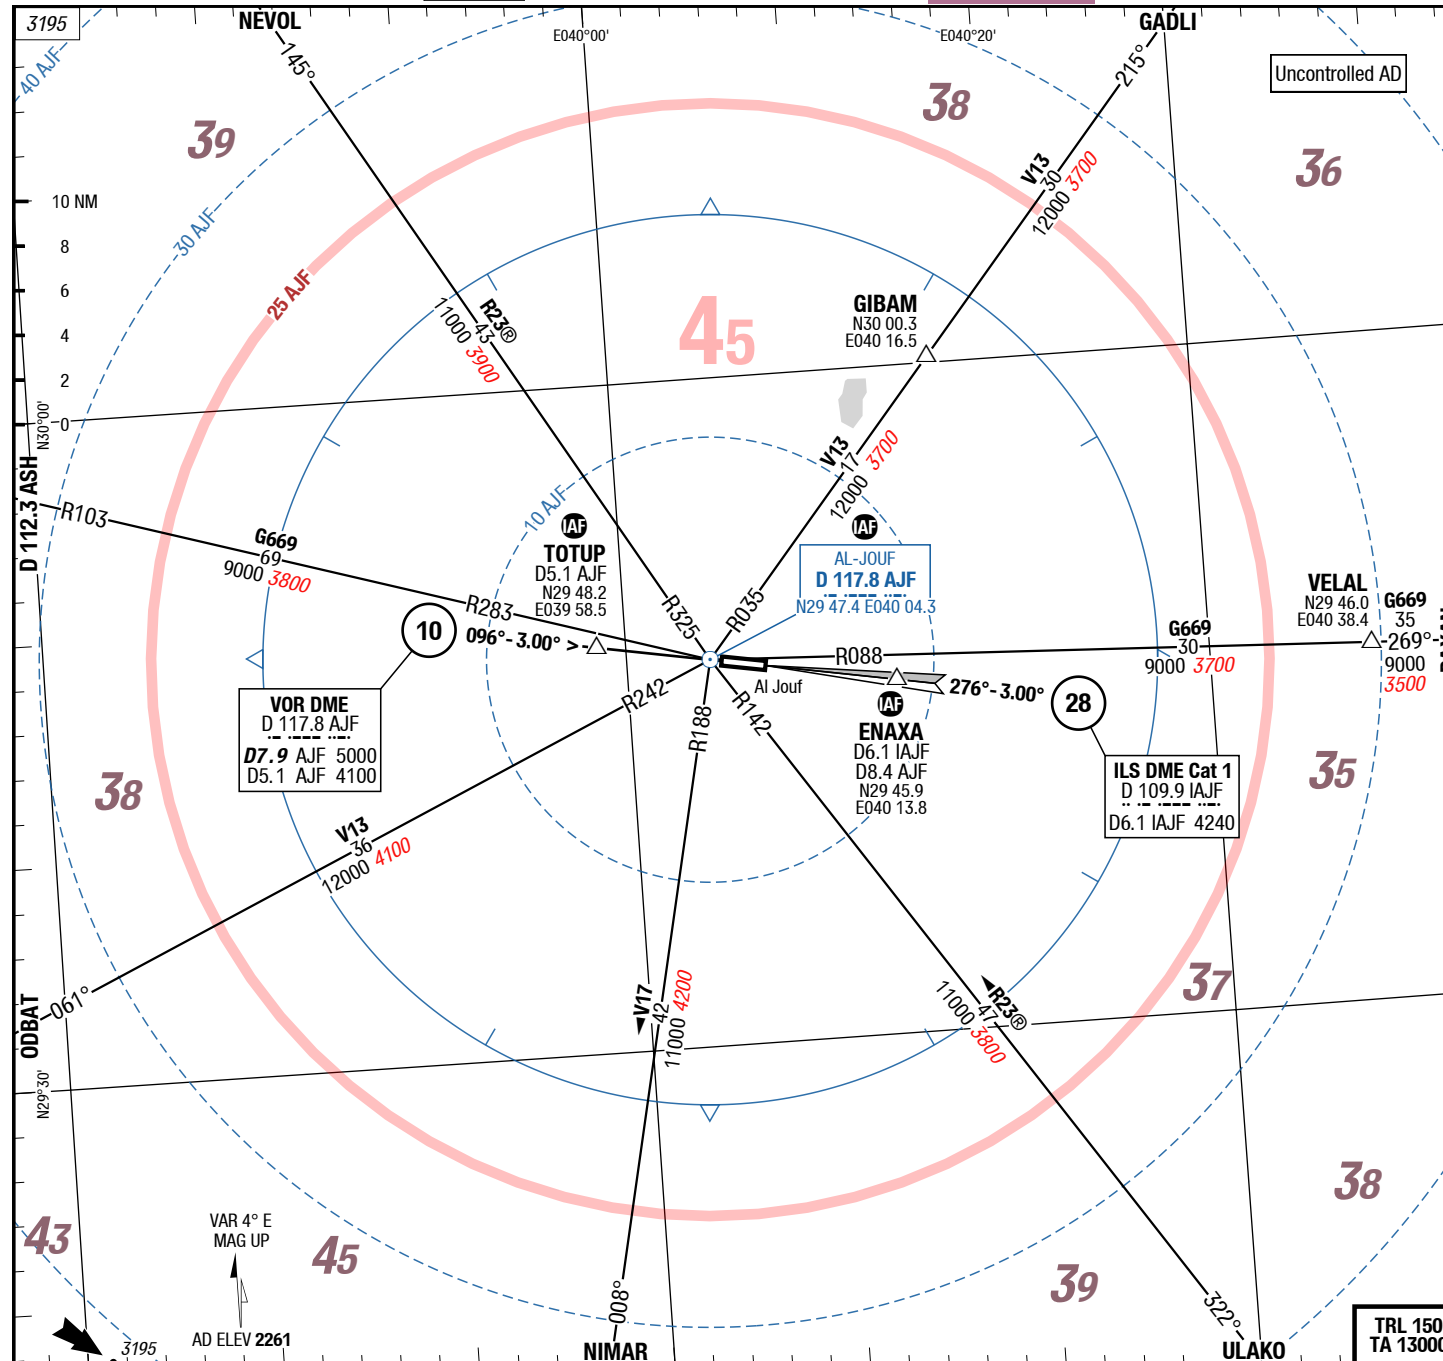 3195
NEVOL
E040°00'
E040°20'
GADLI
Uncontrolled AD
40 AJF
145°
215°
39
38
36
V13
30
12000 3700
10 NM
8
6
4
2
0
30 AJF
25 AJF
R23®
43
11000 3900
45
GIBAM
N30 00.3
E040 16.5
N30°00'
D 112.3 ASH
R103
G669
69
9000 3800
10 AJF
V13
17
12000 3700
IAF
TOTUP
D5.1 AJF
N29 48.2
E039 58.5
IAF
AL-JOUF
D 117.8 AJF
N29 47.4 E040 04.3
VELAL
N29 46.0
E040 38.4
G669
35
269°
9000
3500
R283
R325
R035
10
096°- 3.00° >
G669
30
9000 3700
R088
Al Jouf
276°- 3.00°
28
R242
R188
R142
IAF
ENAXA
D6.1 IAJF
D8.4 AJF
N29 45.9
E040 13.8
VOR DME
D 117.8 AJF
D7.9 AJF 5000
D5.1 AJF 4100
ILS DME Cat 1
D 109.9 IAJF
D6.1 IAJF 4240
38
35
V13
36
12000 4100
ODBAT
061°
V17
42
11000 4200
R23®
47
11000 3800
37
N29°30'
43
45
38
39
VAR 4° E
MAG UP
AD ELEV 2261
3195
008°
NIMAR
322°
ULAKO
TRL 150
TA 13000